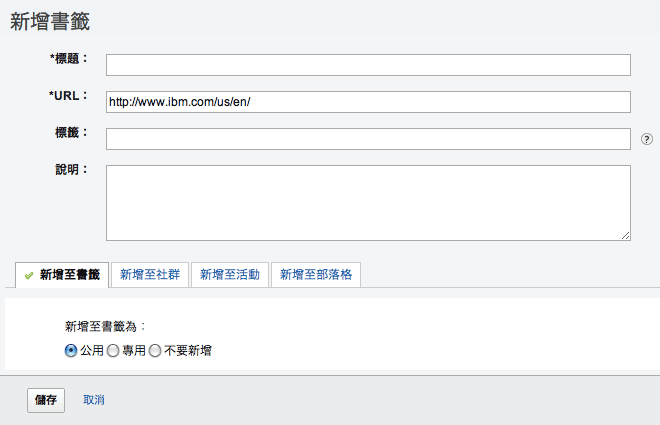 新增書籤
*標題：
*URL： http://www.ibm.com/us/en/
標籤： ?
說明：
新增至書籤 新增至社群 新增至活動 新增至部落格
新增至書籤為：
公用 專用 不要新增
儲存 取消